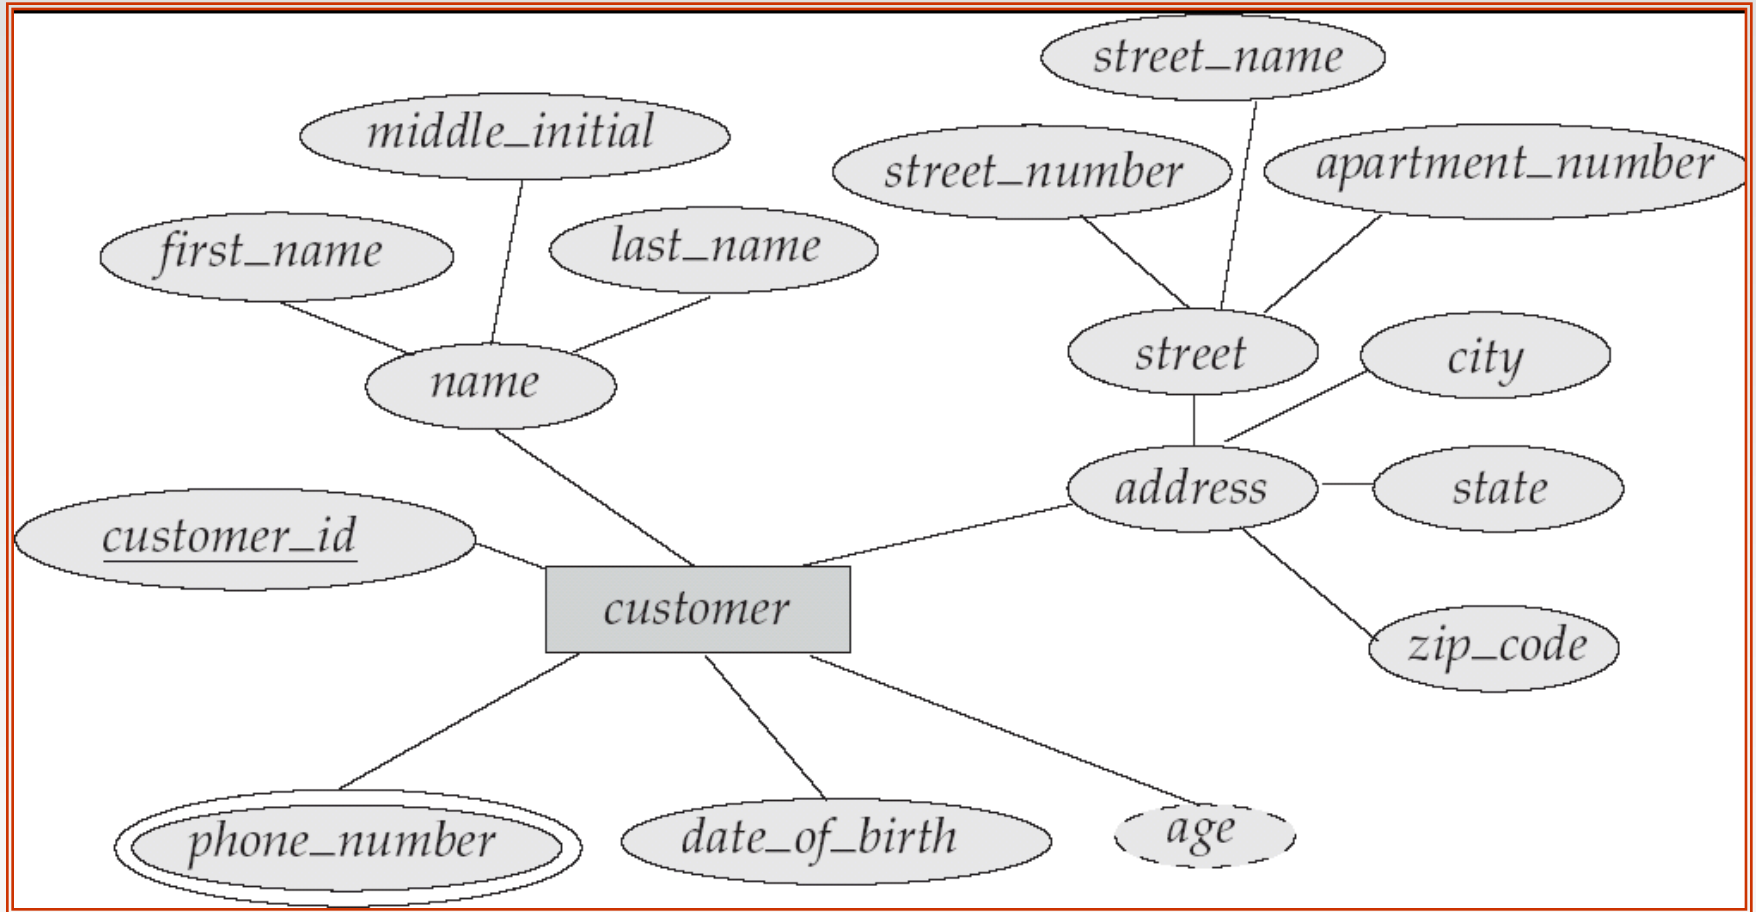 street_name
middle_initial
street_number
apartment_number
first_name
last_name
street
city
name
address
state
customer_id
customer
zip_code
phone_number
date_of_birth
age